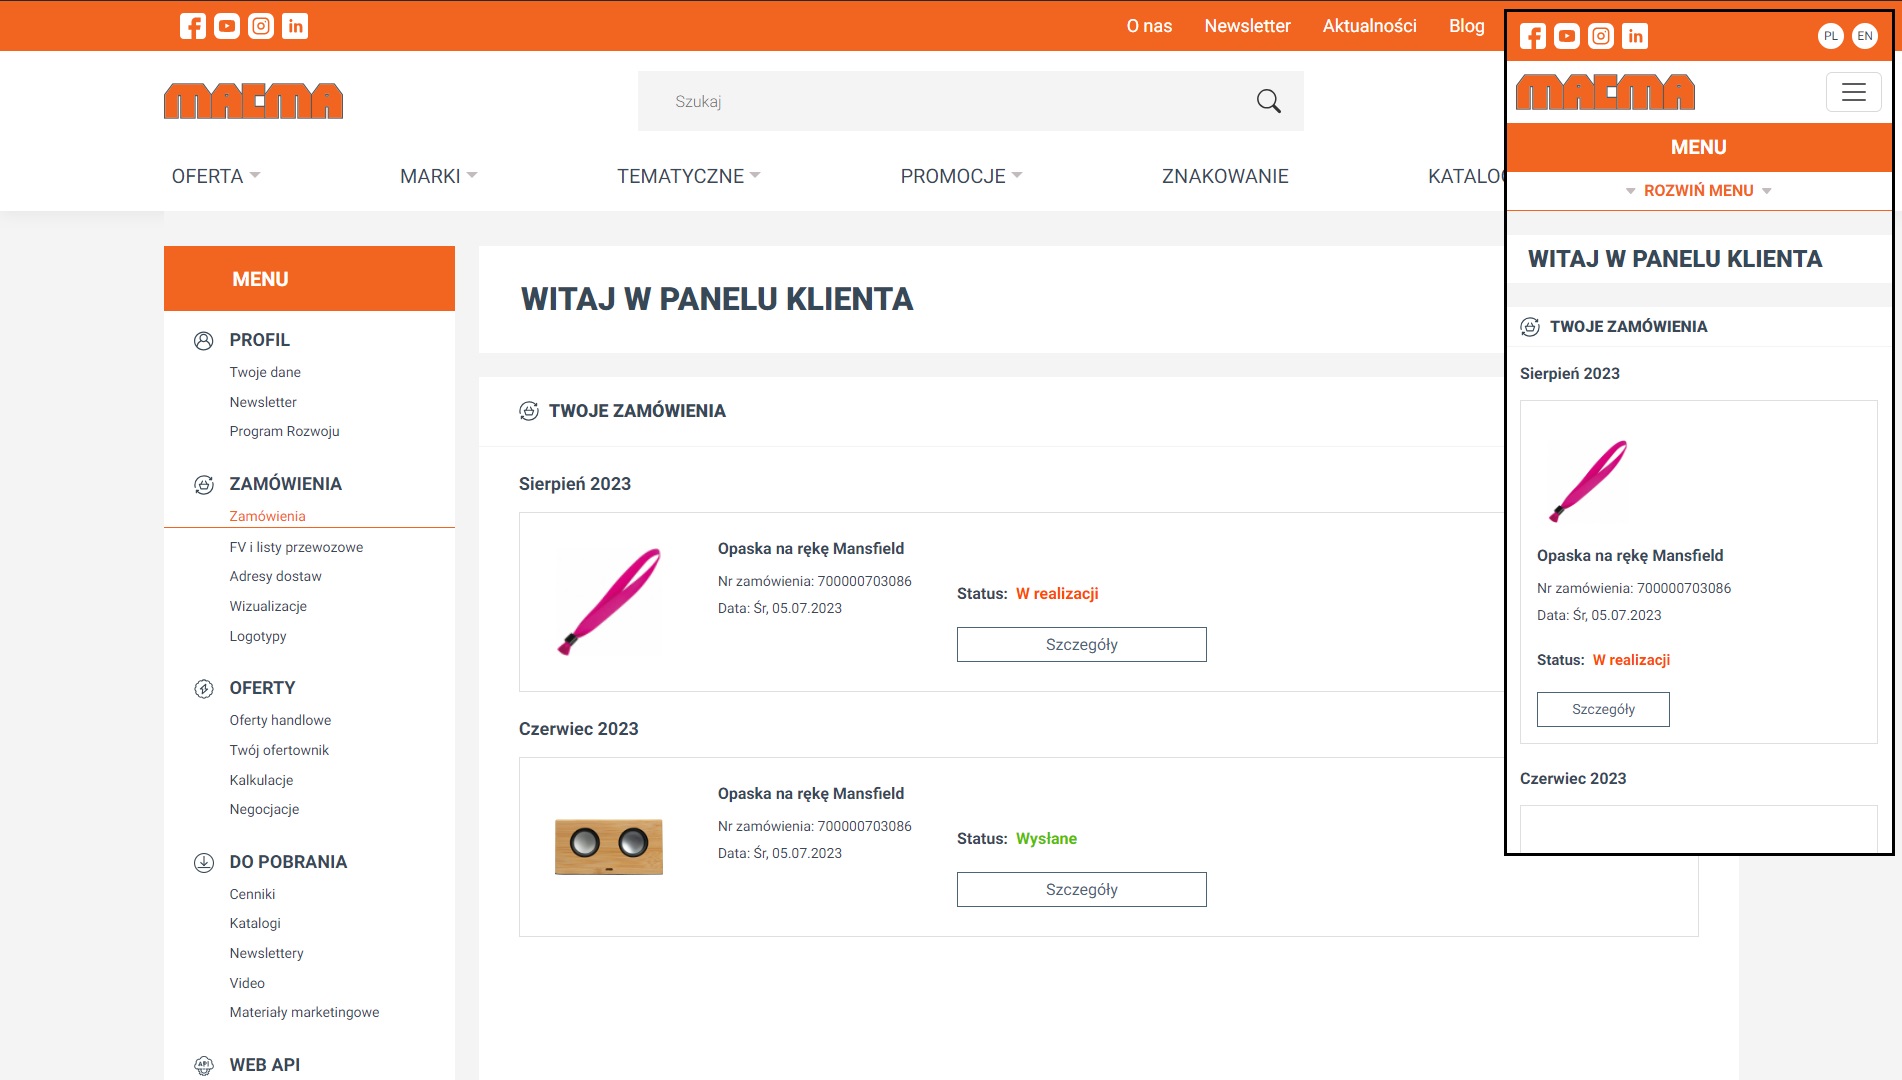 O nas Newsletter Aktualności Blog
MACMA
Szukaj
OFERTA MARKI TEMATYCZNE PROMOCJE ZNAKOWANIE KATALOG
MENU
PROFIL
Twoje dane
Newsletter
Program Rozwoju
ZAMÓWIENIA
Zamówienia
FV i listy przewozowe
Adresy dostaw
Wizualizacje
Logotypy
OFERTY
Oferty handlowe
Twój ofertownik
Kalkulacje
Negocjacje
DO POBRANIA
Cenniki
Katalogi
Newslettery
Video
Materiały marketingowe
API WEB API
WITAJ W PANELU KLIENTA
TWOJE ZAMÓWIENIA
Sierpień 2023
Opaska na rękę Mansfield
Nr zamówienia: 700000703086
Data: Śr, 05.07.2023
Status: W realizacji
Szczegóły
Czerwiec 2023
Opaska na rękę Mansfield
Nr zamówienia: 700000703086
Data: Śr, 05.07.2023
Status: Wysłane
Szczegóły
PL EN
MACMA
MENU
ROZWIŃ MENU
WITAJ W PANELU KLIENTA
TWOJE ZAMÓWIENIA
Sierpień 2023
Opaska na rękę Mansfield
Nr zamówienia: 700000703086
Data: Śr, 05.07.2023
Status: W realizacji
Szczegóły
Czerwiec 2023